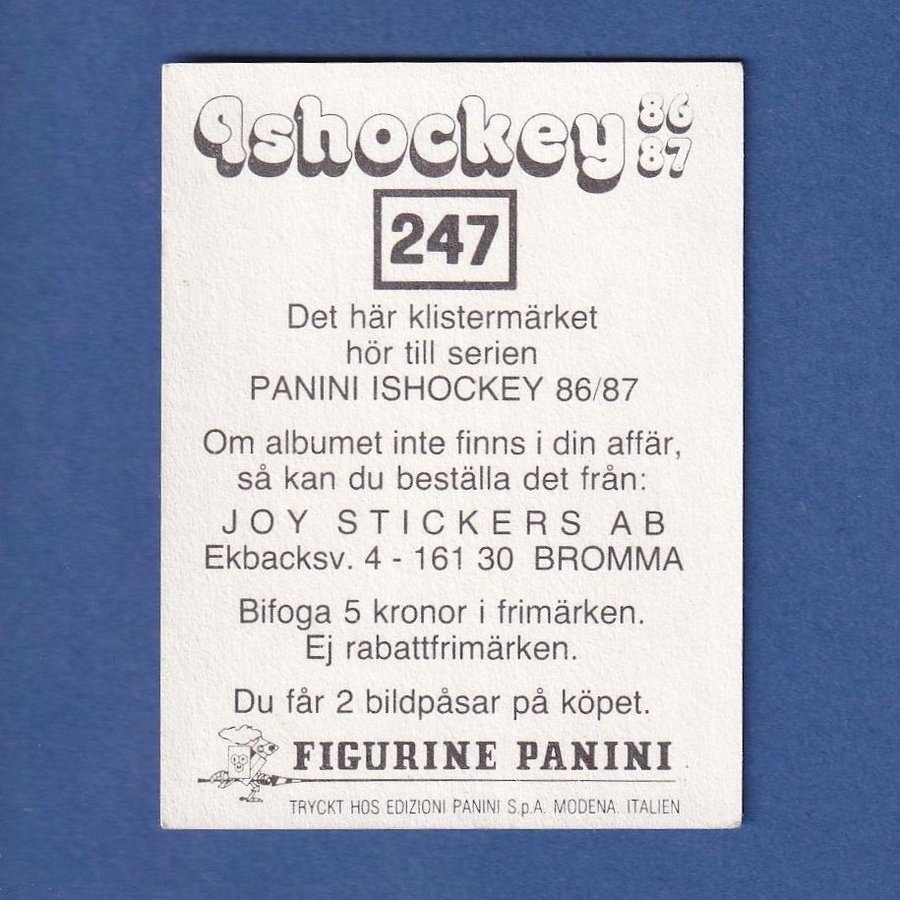 Ishockey 86 87
247
Det här klistermärket
hör till serien
PANINI ISHOCKEY 86/87
Om albumet inte finns i din affär,
så kan du beställa det från:
JOY STICKERS AB
Ekbacksv. 4 - 161 30 BROMMA
Bifoga 5 kronor i frimärken.
Ej rabattfrimärken.
Du får 2 bildpåsar på köpet.
FIGURINE PANINI
TRYCKT HOS EDIZIONI PANINI S.p.A. MODENA. ITALIEN